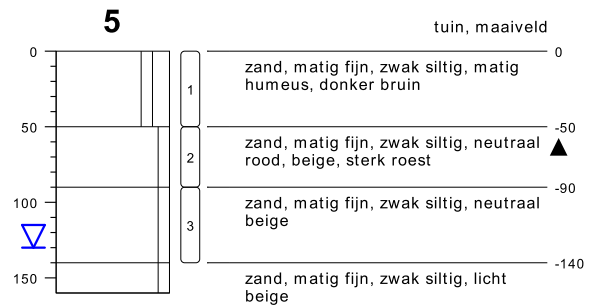 5
tuin, maaiveld
0
0
zand, matig fijn, zwak siltig, matig
humeus, donker bruin
1
50
-50
zand, matig fijn, zwak siltig, neutraal
rood, beige, sterk roest
2
-90
100
zand, matig fijn, zwak siltig, neutraal
beige
3
-140
150
zand, matig fijn, zwak siltig, licht
beige